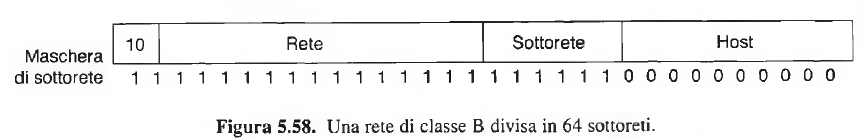 10 Rete Sottorete Host
Maschera
di sottorete 1 1 1 1 1 1 1 1 1 1 1 1 1 1 1 1 1 1 1 1 1 1 0 0 0 0 0 0 0 0 0 0
Figura 5.58. Una rete di classe B divisa in 64 sottoreti.